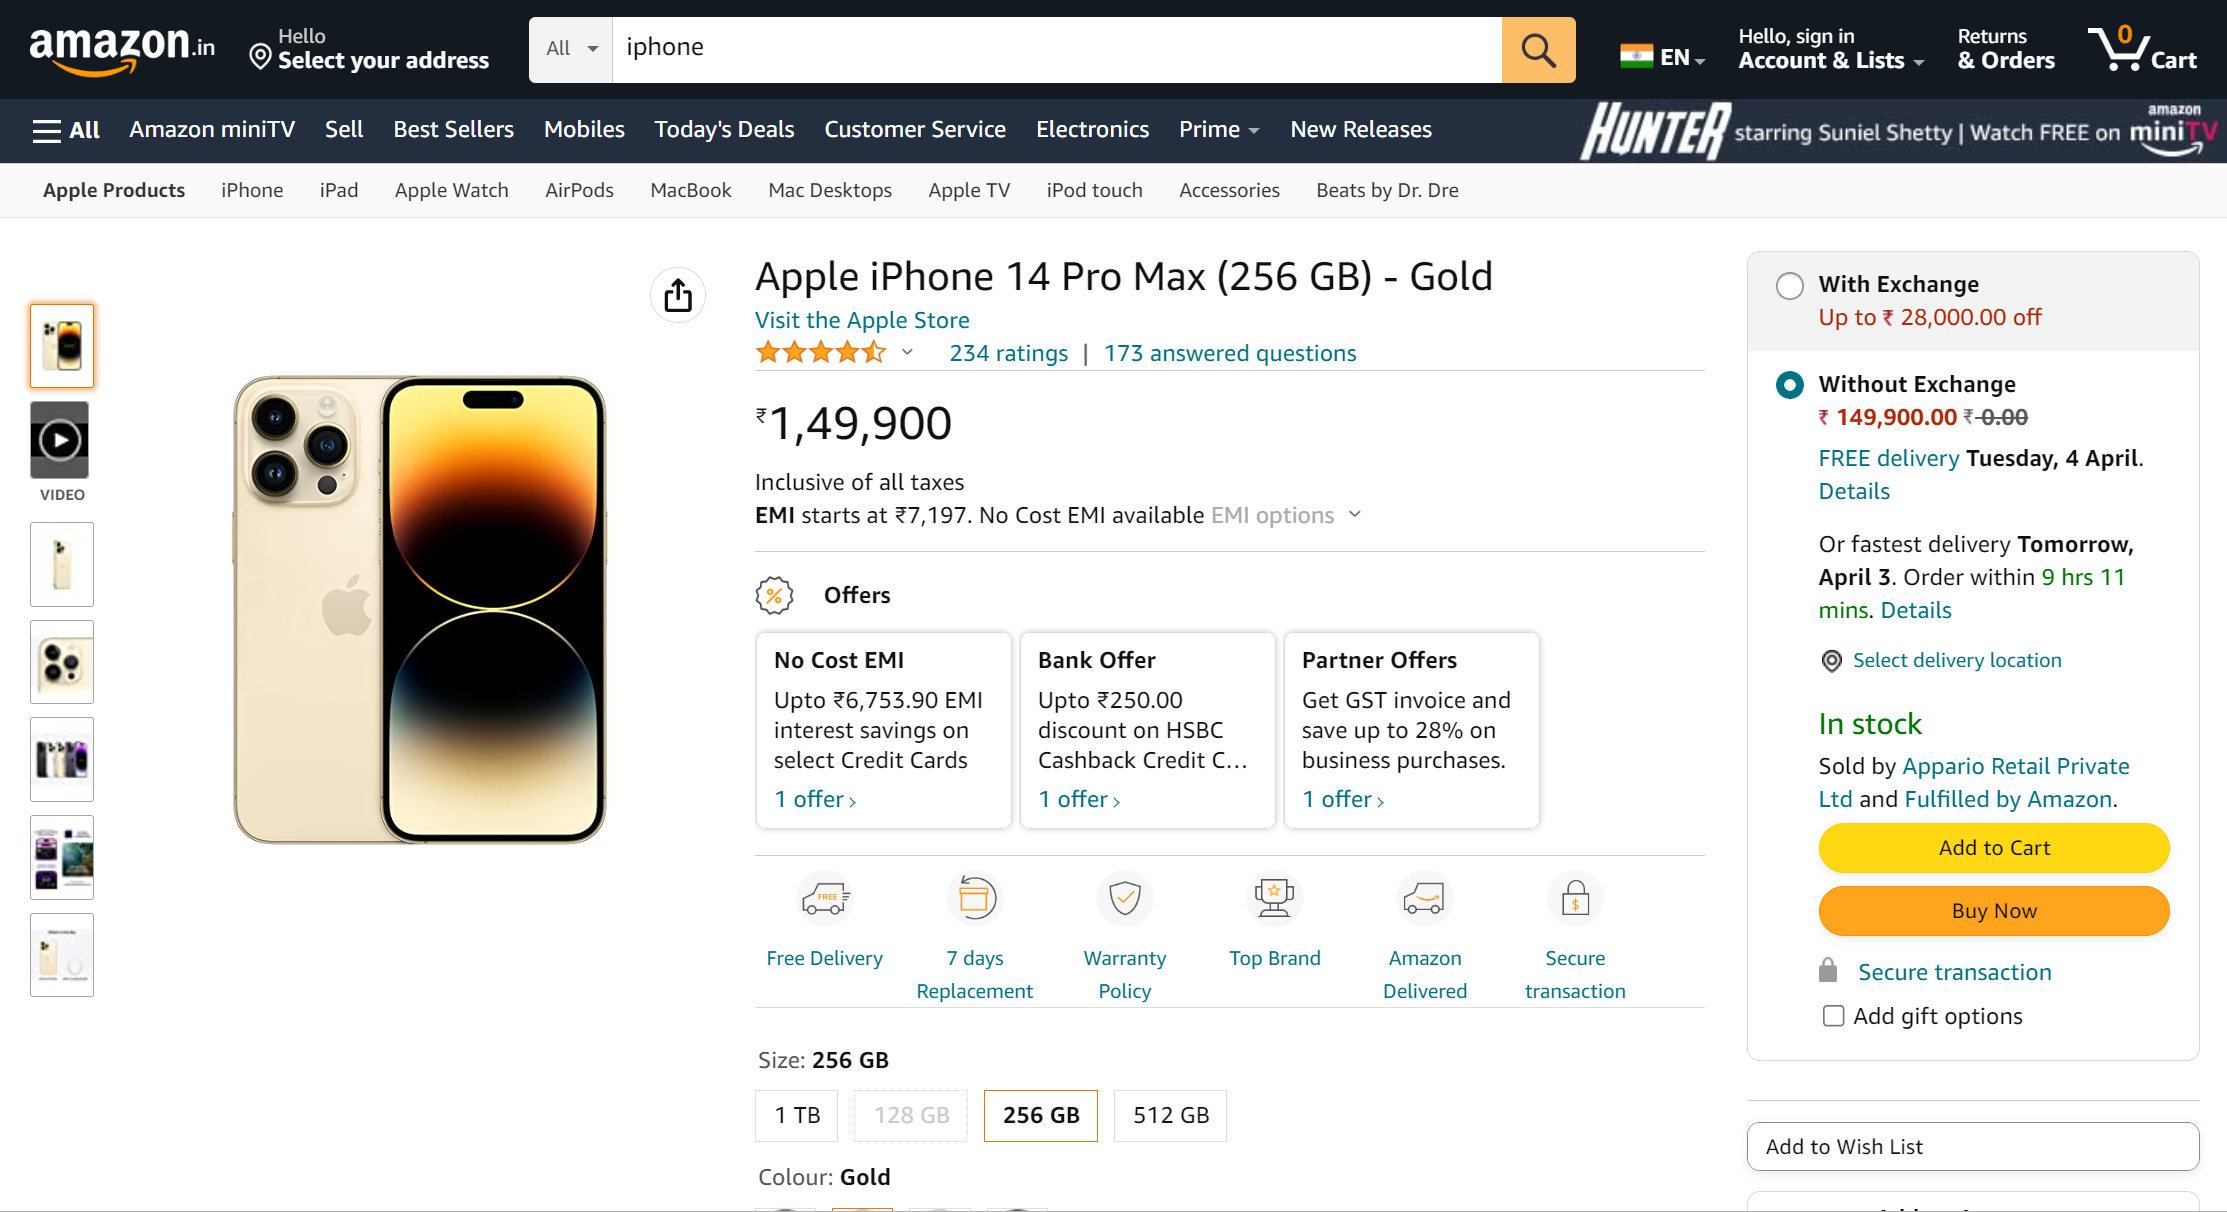 amazon.in
Hello
Select your address
All
iphone
EN
Hello, sign in
Account & Lists
Returns
& Orders
0
Cart
All
Amazon miniTV
Sell
Best Sellers
Mobiles
Today's Deals
Customer Service
Electronics
Prime
New Releases
HUNTER starring Suniel Shetty | Watch FREE on amazon miniTV
Apple Products
iPhone
iPad
Apple Watch
AirPods
MacBook
Mac Desktops
Apple TV
iPod touch
Accessories
Beats by Dr. Dre
VIDEO
Apple iPhone 14 Pro Max (256 GB) - Gold
Visit the Apple Store
234 ratings | 173 answered questions
₹1,49,900
Inclusive of all taxes
EMI starts at ₹7,197. No Cost EMI available EMI options
% Offers
No Cost EMI
Upto ₹6,753.90 EMI
interest savings on
select Credit Cards
1 offer ›
Bank Offer
Upto ₹250.00
discount on HSBC
Cashback Credit C…
1 offer ›
Partner Offers
Get GST invoice and
save up to 28% on
business purchases.
1 offer ›
FREE
Free Delivery
7 days
Replacement
Warranty
Policy
Top Brand
Amazon
Delivered
$
Secure
transaction
Size: 256 GB
1 TB
128 GB
256 GB
512 GB
Colour: Gold
With Exchange
Up to ₹ 28,000.00 off
Without Exchange
₹ 149,900.00 ₹ 0.00
FREE delivery Tuesday, 4 April.
Details
Or fastest delivery Tomorrow,
April 3. Order within 9 hrs 11
mins. Details
Select delivery location
In stock
Sold by Appario Retail Private
Ltd and Fulfilled by Amazon.
Add to Cart
Buy Now
Secure transaction
Add gift options
Add to Wish List